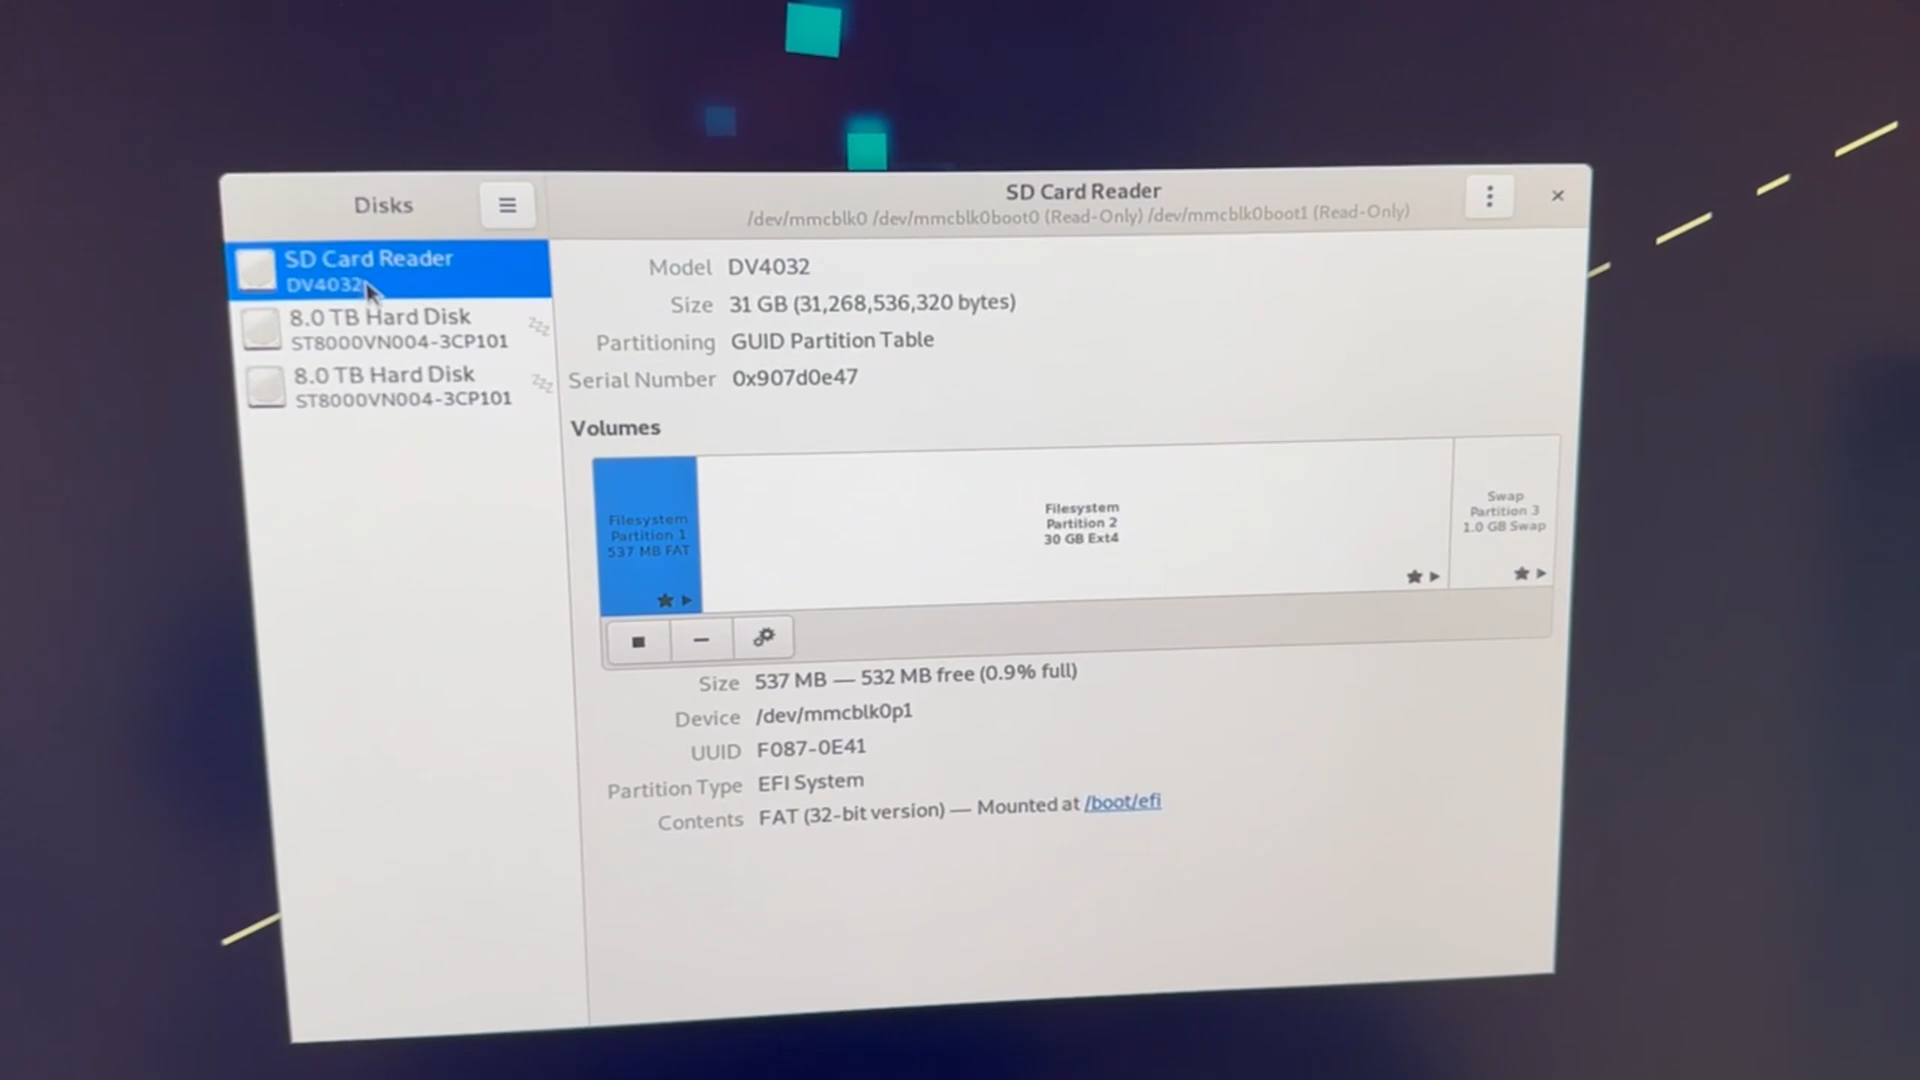 Disks
SD Card Reader
/dev/mmcblk0 /dev/mmcblk0boot0 (Read-Only) /dev/mmcblk0boot1 (Read-Only)
SD Card Reader
DV4032
8.0 TB Hard Disk
ST8000VN004-3CP101
8.0 TB Hard Disk
ST8000VN004-3CP101
Model DV4032
Size 31 GB (31,268,536,320 bytes)
Partitioning GUID Partition Table
Serial Number 0x907d0e47
Volumes
Filesystem
Partition 1
537 MB FAT
Filesystem
Partition 2
30 GB Ext4
Swap
Partition 3
1.0 GB Swap
Size 537 MB — 532 MB free (0.9% full)
Device /dev/mmcblk0p1
UUID F087-0E41
Partition Type EFI System
Contents FAT (32-bit version) — Mounted at /boot/efi